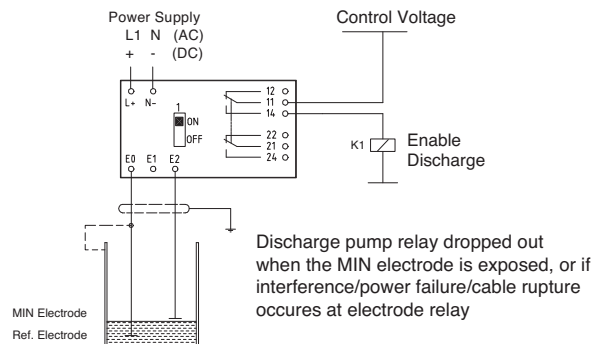 Power Supply
L1 N (AC)
+ - (DC)
Control Voltage
L+ N-
1
ON
OFF
12
11
14
22
21
24
E0 E1 E2
K1
Enable
Discharge
Discharge pump relay dropped out
when the MIN electrode is exposed, or if
interference/power failure/cable rupture
occures at electrode relay
MIN Electrode
Ref. Electrode